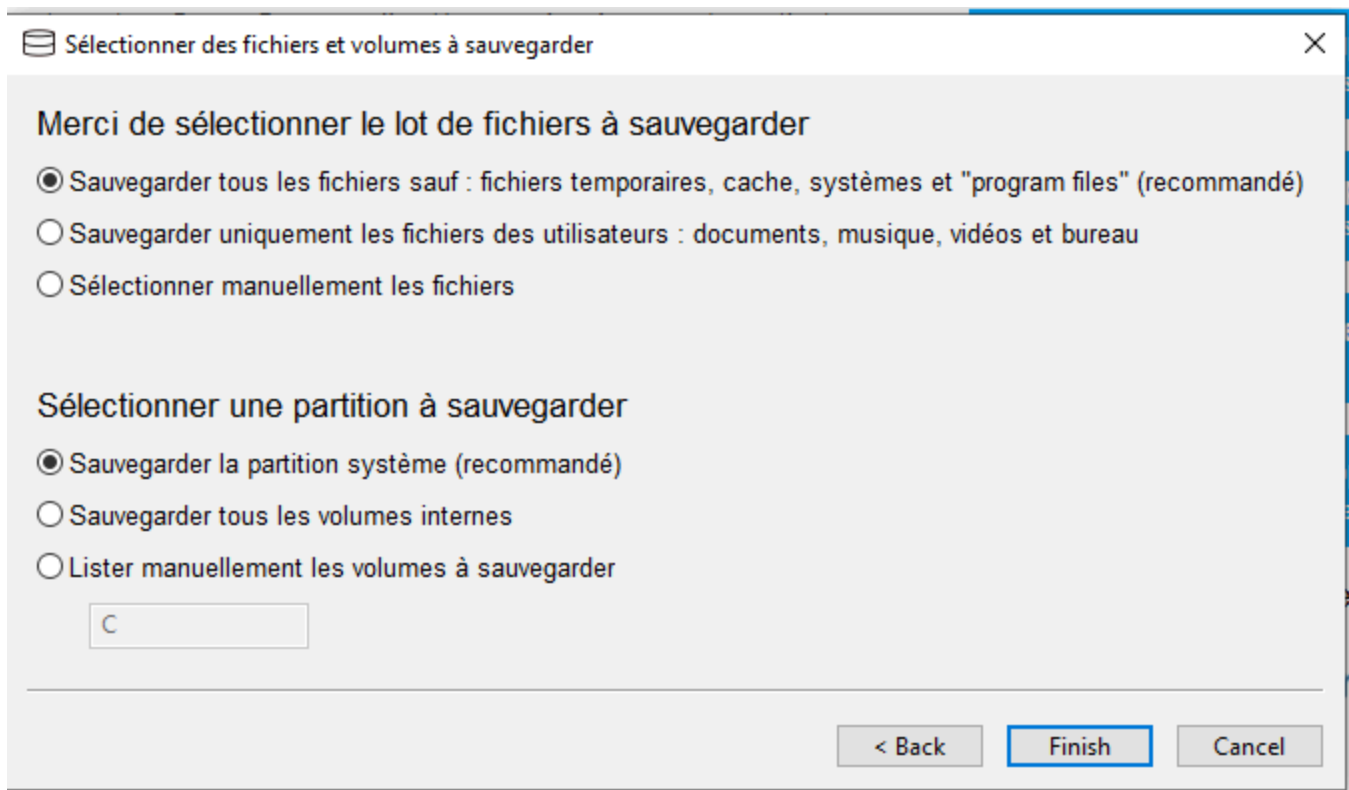 Sélectionner des fichiers et volumes à sauvegarder
Merci de sélectionner le lot de fichiers à sauvegarder
Sauvegarder tous les fichiers sauf : fichiers temporaires, cache, systèmes et "program files" (recommandé)
Sauvegarder uniquement les fichiers des utilisateurs : documents, musique, vidéos et bureau
Sélectionner manuellement les fichiers
Sélectionner une partition à sauvegarder
Sauvegarder la partition système (recommandé)
Sauvegarder tous les volumes internes
Lister manuellement les volumes à sauvegarder
C
< Back
Finish
Cancel